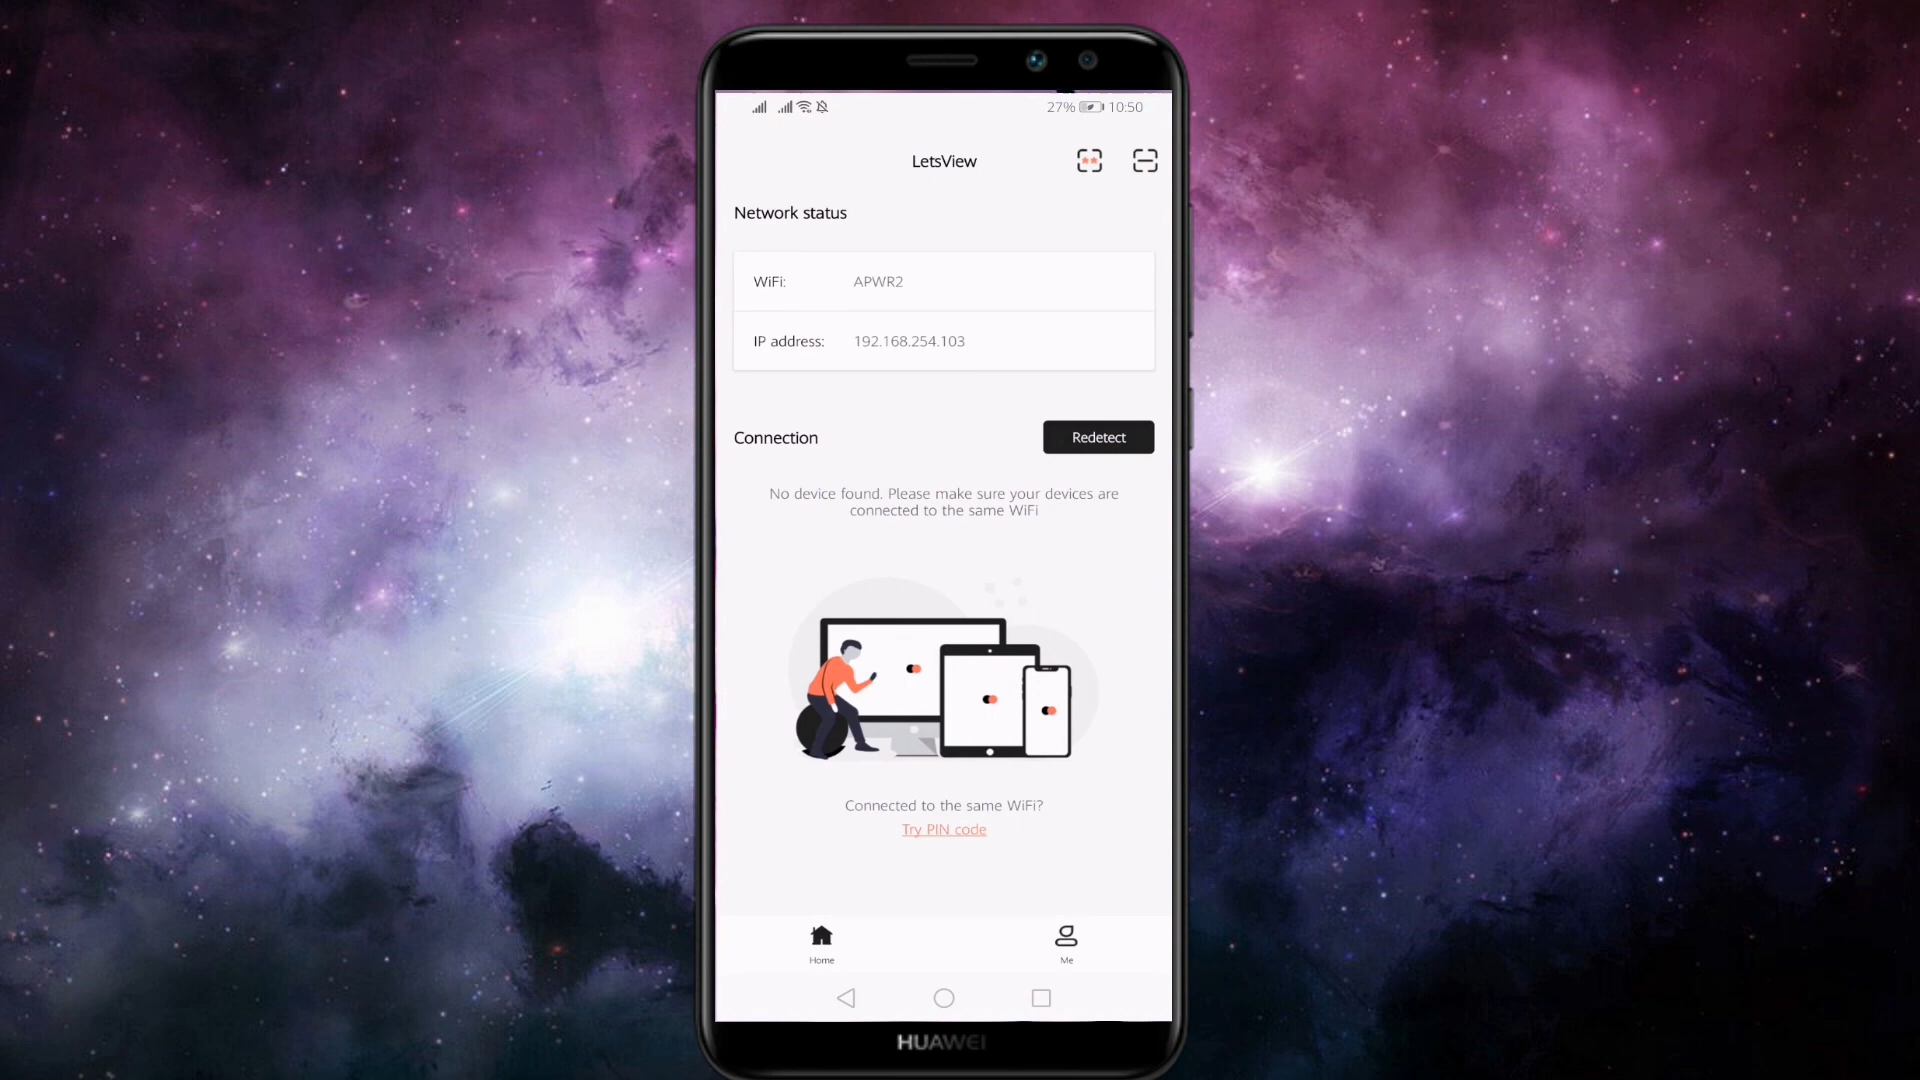 27% 10:50
LetsView
Network status
WiFi: APWR2
IP address: 192.168.254.103
Connection
Redetect
No device found. Please make sure your devices are
connected to the same WiFi
Connected to the same WiFi?
Try PIN code
Home
Me
HUAWEI